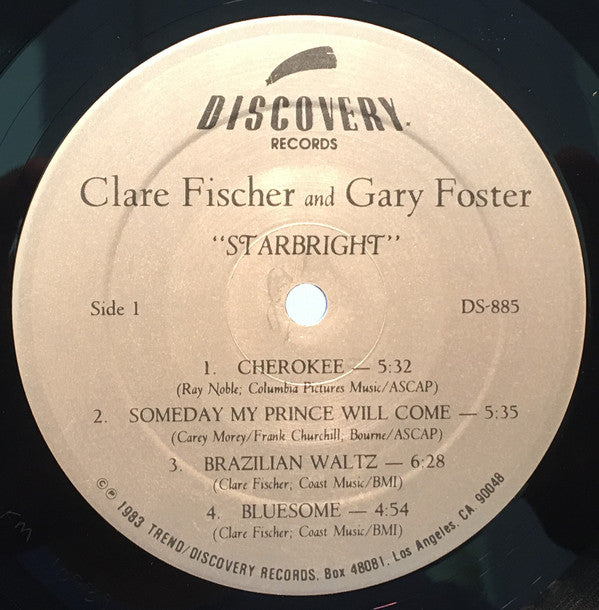 DISCOVERY
RECORDS
Clare Fischer and Gary Foster
“STARBRIGHT”
Side 1
DS-885
1. CHEROKEE — 5:32
(Ray Noble; Columbia Pictures Music/ASCAP)
2. SOMEDAY MY PRINCE WILL COME — 5:35
(Carey Morey/Frank Churchill; Bourne/ASCAP)
3. BRAZILIAN WALTZ — 6:28
(Clare Fischer; Coast Music/BMI)
4. BLUESOME — 4:54
(Clare Fischer; Coast Music/BMI)
©℗ 1983 TREND/DISCOVERY RECORDS. Box 48081. Los Angeles. CA. 90048